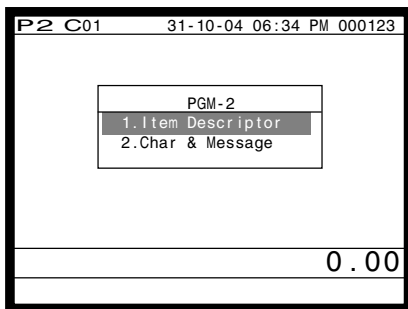 P2 C01 31-10-04 06:34 PM 000123
PGM-2
1.Item Descriptor
2.Char & Message
0.00